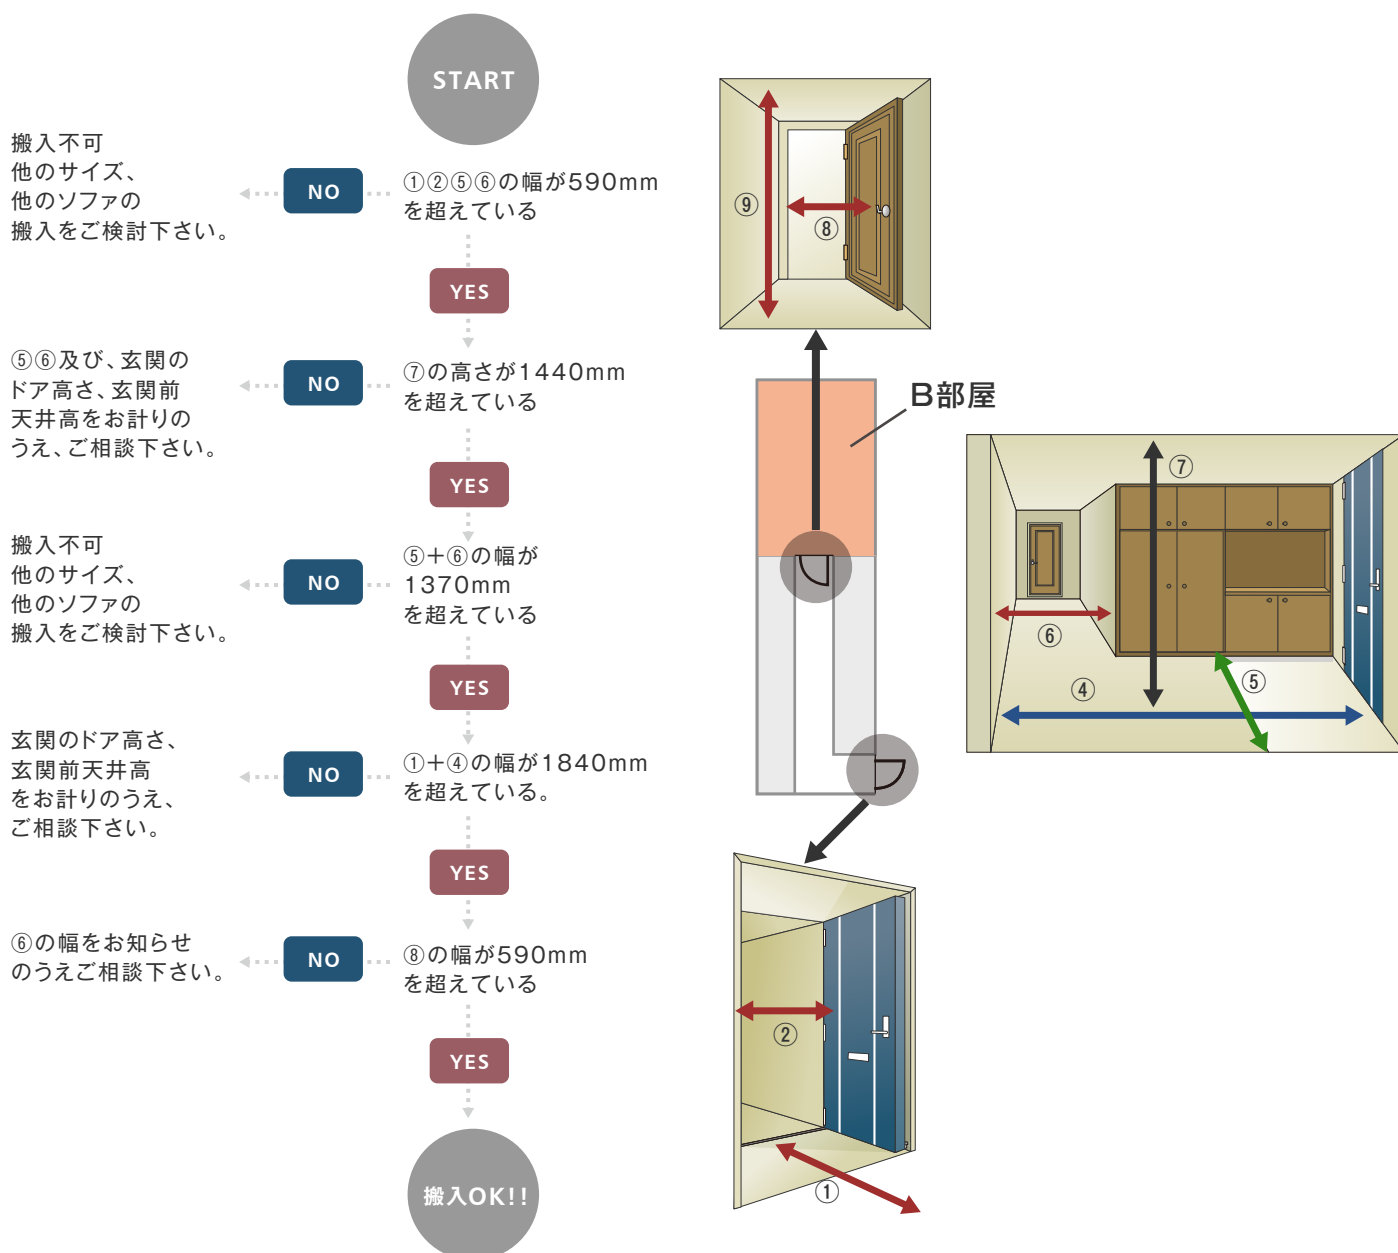 START
①②⑤⑥の幅が590mm
を超えている
NO
搬入不可
他のサイズ、
他のソファの
搬入をご検討下さい。
YES
⑦の高さが1440mm
を超えている
NO
⑤⑥及び、玄関の
ドア高さ、玄関前
天井高をお計りの
うえ、ご相談下さい。
YES
⑤＋⑥の幅が
1370mm
を超えている
NO
搬入不可
他のサイズ、
他のソファの
搬入をご検討下さい。
YES
①＋④の幅が1840mm
を超えている。
NO
玄関のドア高さ、
玄関前天井高
をお計りのうえ、
ご相談下さい。
YES
⑧の幅が590mm
を超えている
NO
⑥の幅をお知らせ
のうえご相談下さい。
YES
搬入OK!!
⑨
⑧
B部屋
⑦
⑥
④
⑤
②
①